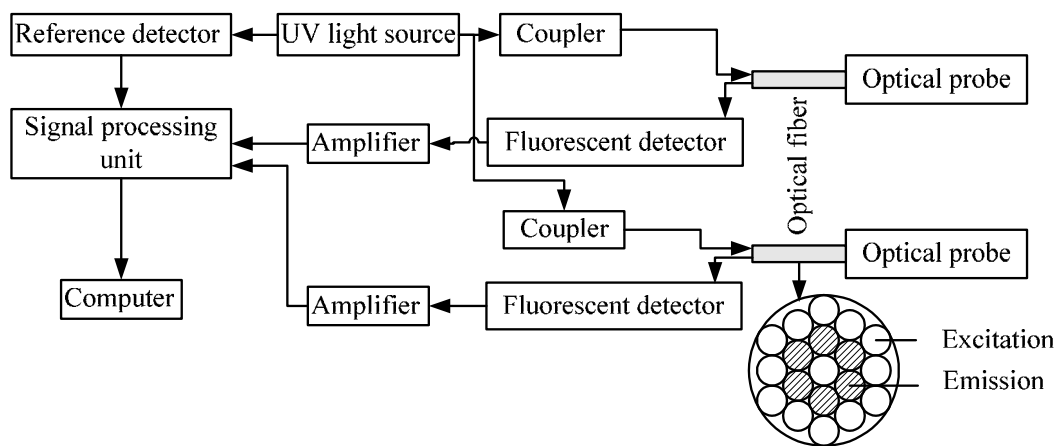 Reference detector
UV light source
Coupler
Optical probe
Signal processing
unit
Amplifier
Fluorescent detector
Optical fiber
Coupler
Optical probe
Computer
Amplifier
Fluorescent detector
Excitation
Emission